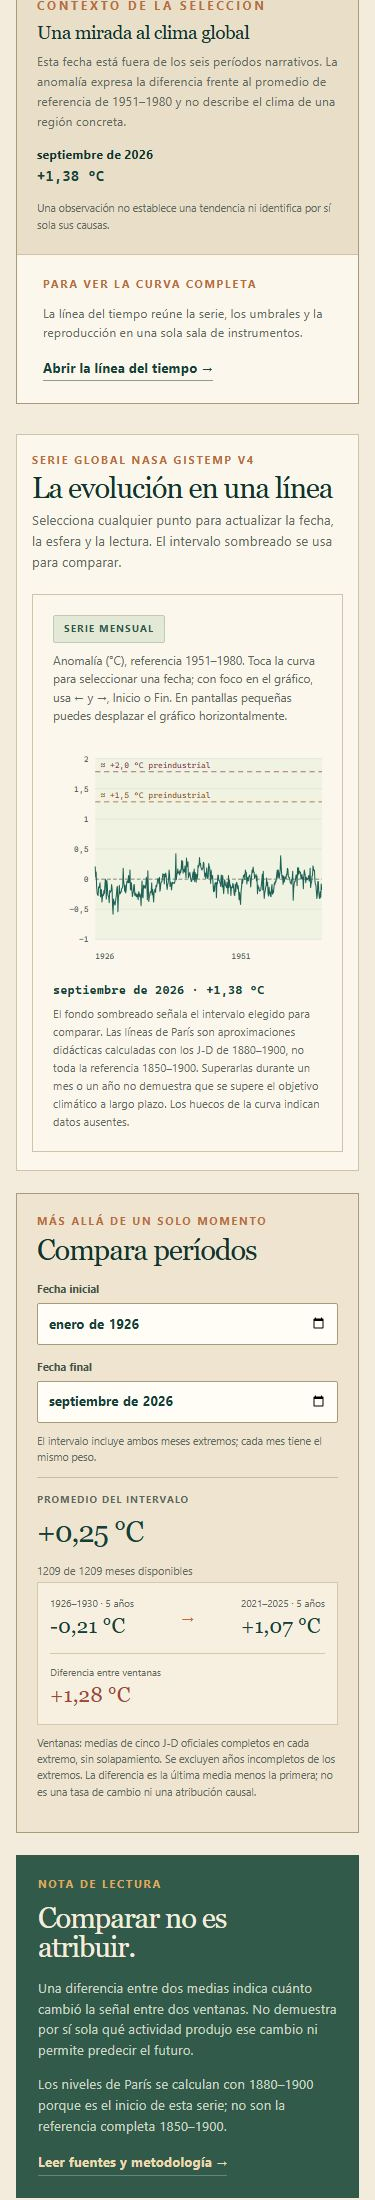 CONTEXTO DE LA SELECCIÓN
Una mirada al clima global
Esta fecha está fuera de los seis períodos narrativos. La
anomalía expresa la diferencia frente al promedio de
referencia de 1951–1980 y no describe el clima de una
región concreta.
septiembre de 2026
+1,38 °C
Una observación no establece una tendencia ni identifica por sí
sola sus causas.
PARA VER LA CURVA COMPLETA
La línea del tiempo reúne la serie, los umbrales y la
reproducción en una sola sala de instrumentos.
Abrir la línea del tiempo →
SERIE GLOBAL NASA GISTEMP V4
La evolución en una línea
Selecciona cualquier punto para actualizar la fecha,
la esfera y la lectura. El intervalo sombreado se usa
para comparar.
SERIE MENSUAL
Anomalía (°C), referencia 1951–1980. Toca la curva
para seleccionar una fecha; con foco en el gráfico,
usa ← y →, Inicio o Fin. En pantallas pequeñas
puedes desplazar el gráfico horizontalmente.
2
≈ +2,0 °C preindustrial
1,5
≈ +1,5 °C preindustrial
1
0,5
0
−0,5
−1
1926
1951
septiembre de 2026 · +1,38 °C
El fondo sombreado señala el intervalo elegido para
comparar. Las líneas de París son aproximaciones
didácticas calculadas con los J-D de 1880–1900, no
toda la referencia 1850–1900. Superarlas durante un
mes o un año no demuestra que se supere el objetivo
climático a largo plazo. Los huecos de la curva indican
datos ausentes.
MÁS ALLÁ DE UN SOLO MOMENTO
Compara períodos
Fecha inicial
enero de 1926
Fecha final
septiembre de 2026
El intervalo incluye ambos meses extremos; cada mes tiene el
mismo peso.
PROMEDIO DEL INTERVALO
+0,25 °C
1209 de 1209 meses disponibles
1926–1930 · 5 años
-0,21 °C
→
2021–2025 · 5 años
+1,07 °C
Diferencia entre ventanas
+1,28 °C
Ventanas: medias de cinco J-D oficiales completos en cada
extremo, sin solapamiento. Se excluyen años incompletos de los
extremos. La diferencia es la última media menos la primera; no
es una tasa de cambio ni una atribución causal.
NOTA DE LECTURA
Comparar no es
atribuir.
Una diferencia entre dos medias indica cuánto
cambió la señal entre dos ventanas. No demuestra
por sí sola qué actividad produjo ese cambio ni
permite predecir el futuro.
Los niveles de París se calculan con 1880–1900
porque es el inicio de esta serie; no son la
referencia completa 1850–1900.
Leer fuentes y metodología →